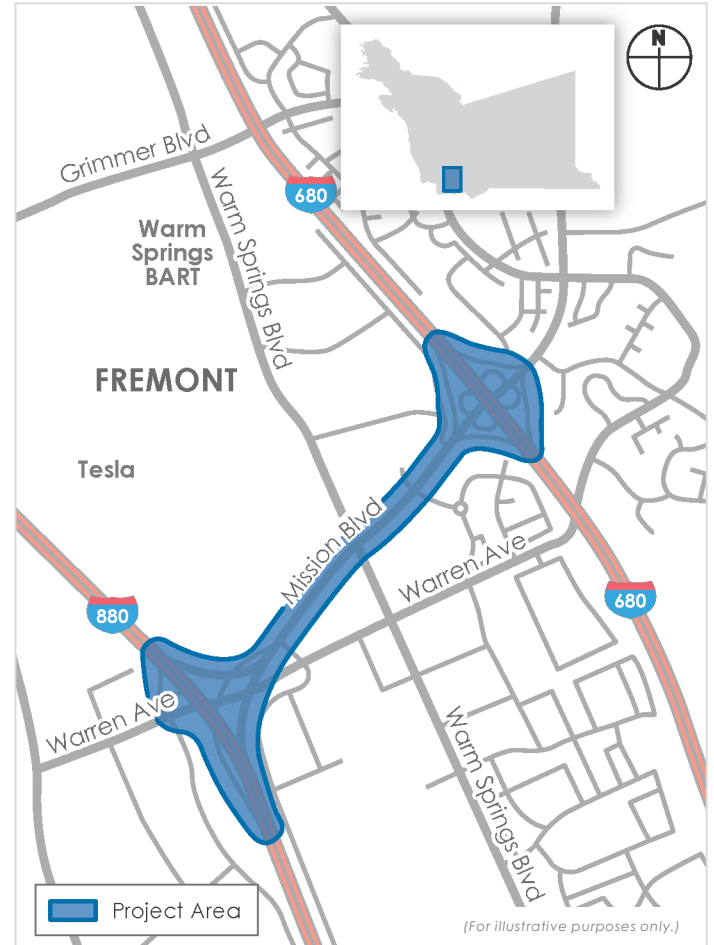 N
Grimmer Blvd
680
Warm
Springs
BART
Warm Springs Blvd
FREMONT
Tesla
Mission Blvd
Warren Ave
880
680
Warren Ave
Warm Springs Blvd
Project Area
(For illustrative purposes only.)